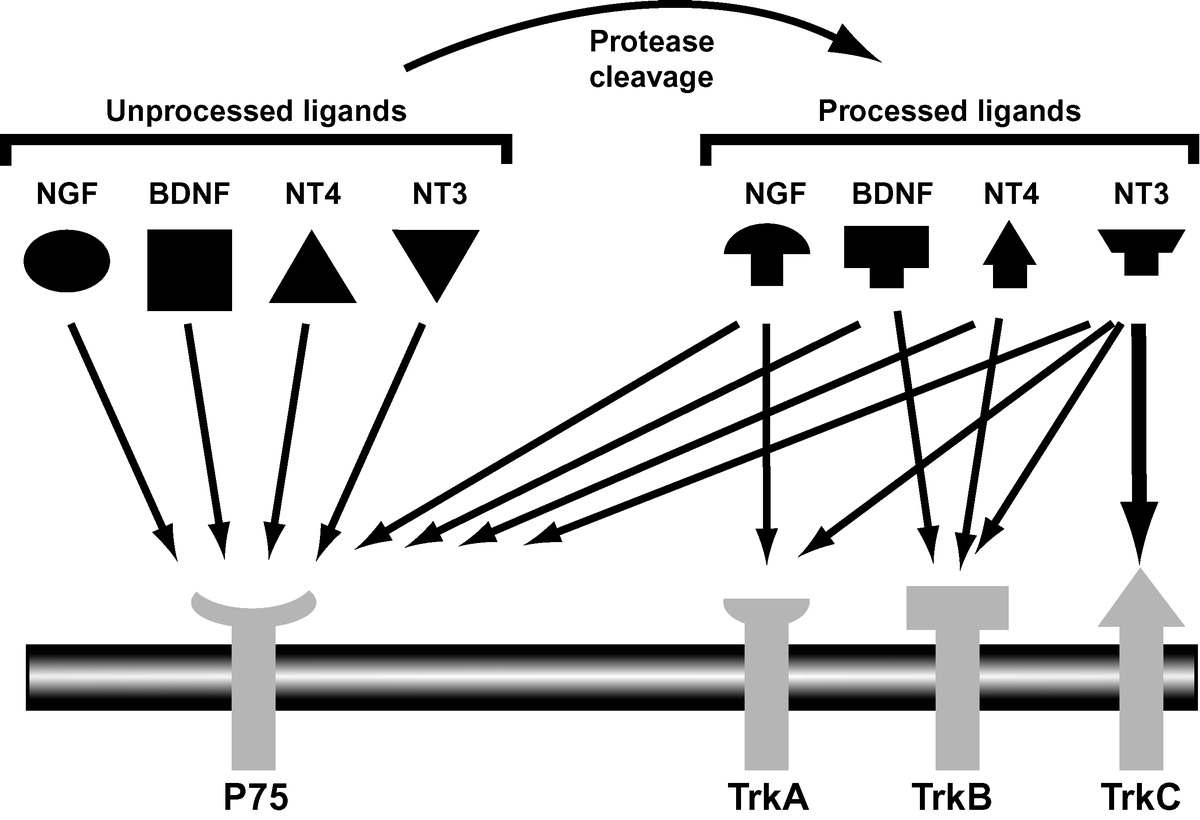 Protease
cleavage
Unprocessed ligands
Processed ligands
NGF BDNF NT4 NT3
NGF BDNF NT4 NT3
P75 TrkA TrkB TrkC